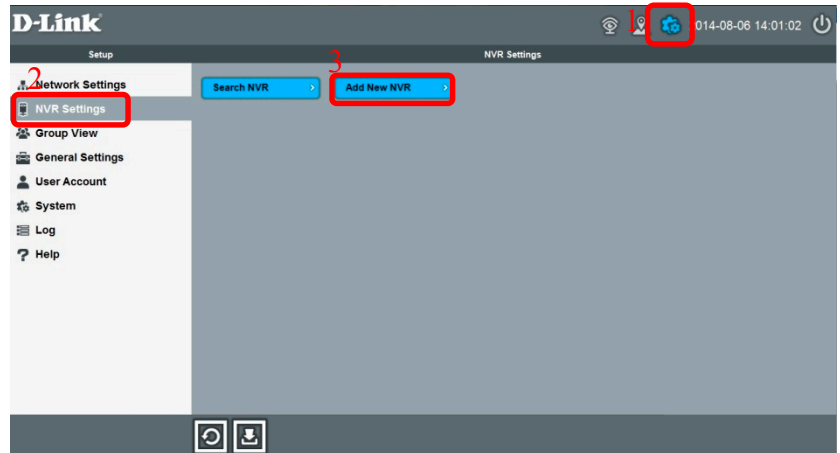 D-Link
1
014-08-06 14:01:02
Setup
3
NVR Settings
2
Network Settings
Search NVR >
Add New NVR >
NVR Settings
Group View
General Settings
User Account
System
Log
? Help